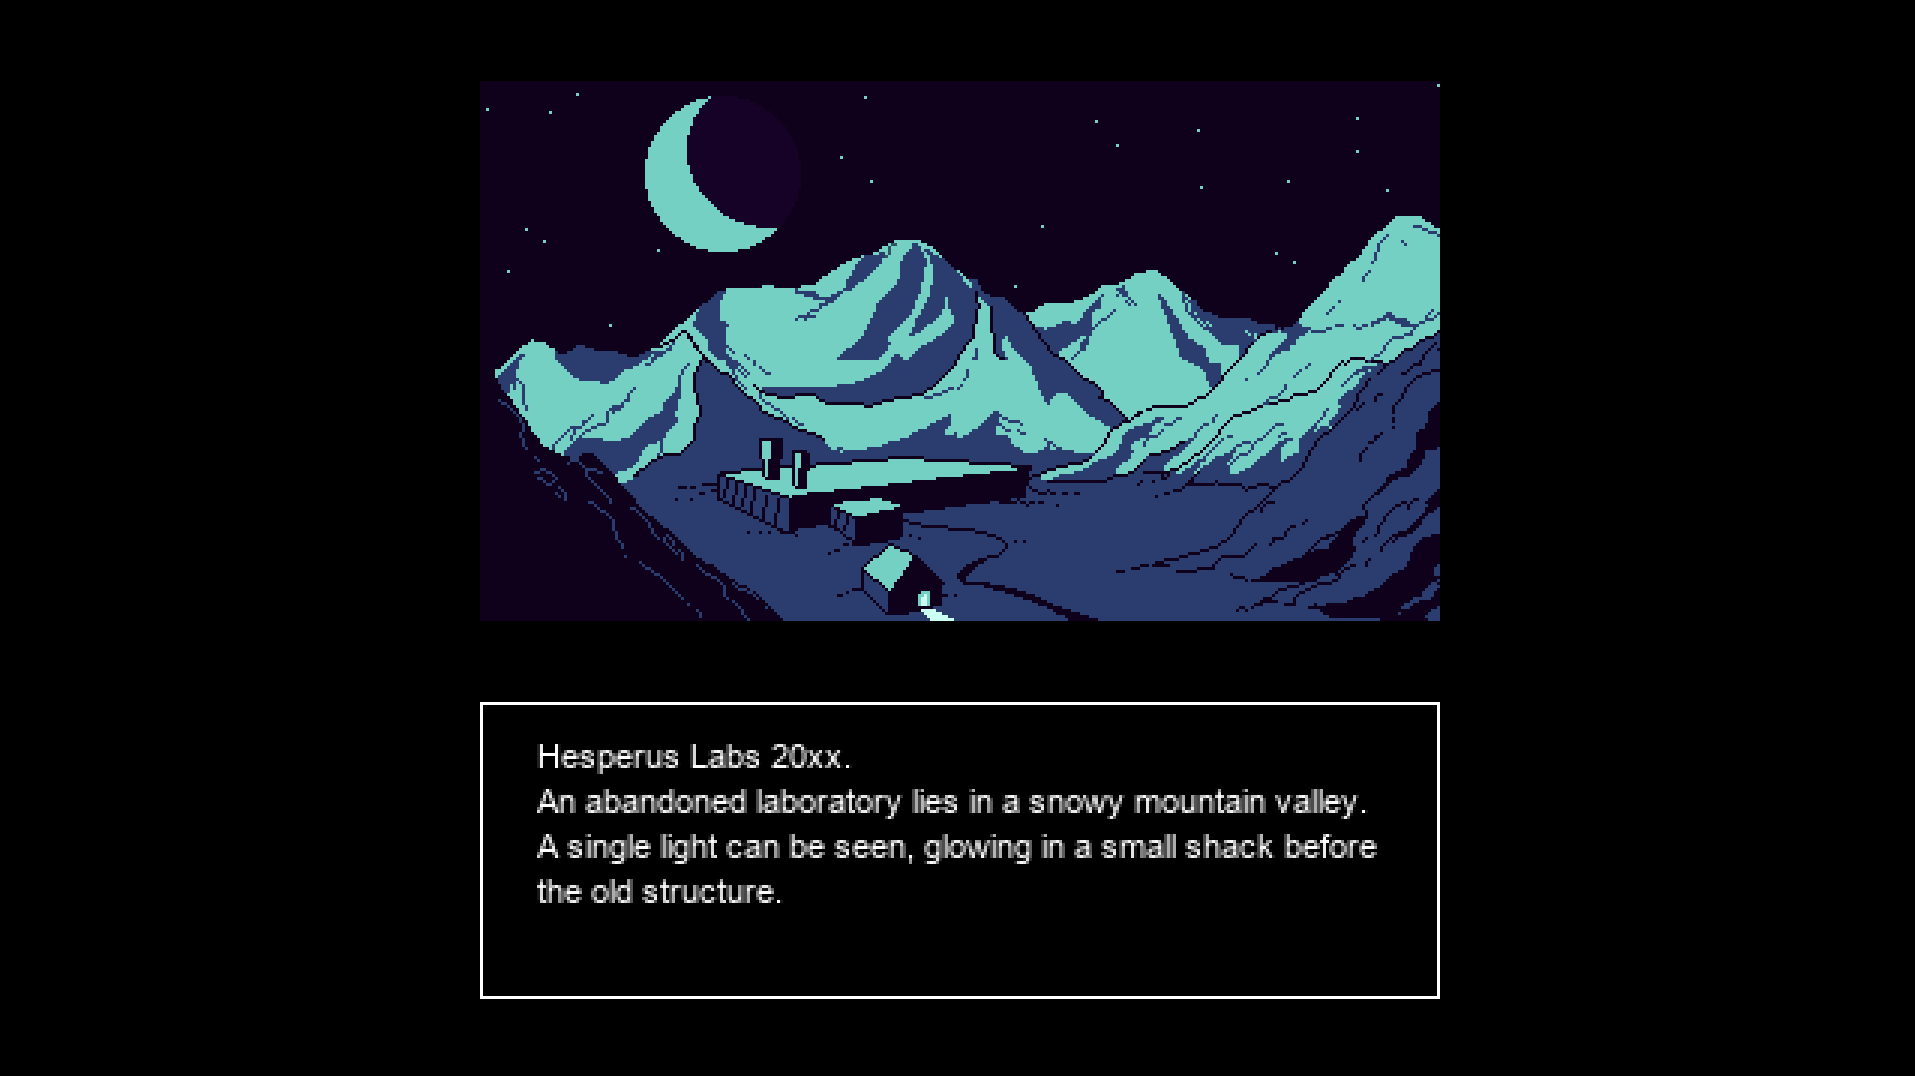 Hesperus Labs 20xx.
An abandoned laboratory lies in a snowy mountain valley.
A single light can be seen, glowing in a small shack before
the old structure.